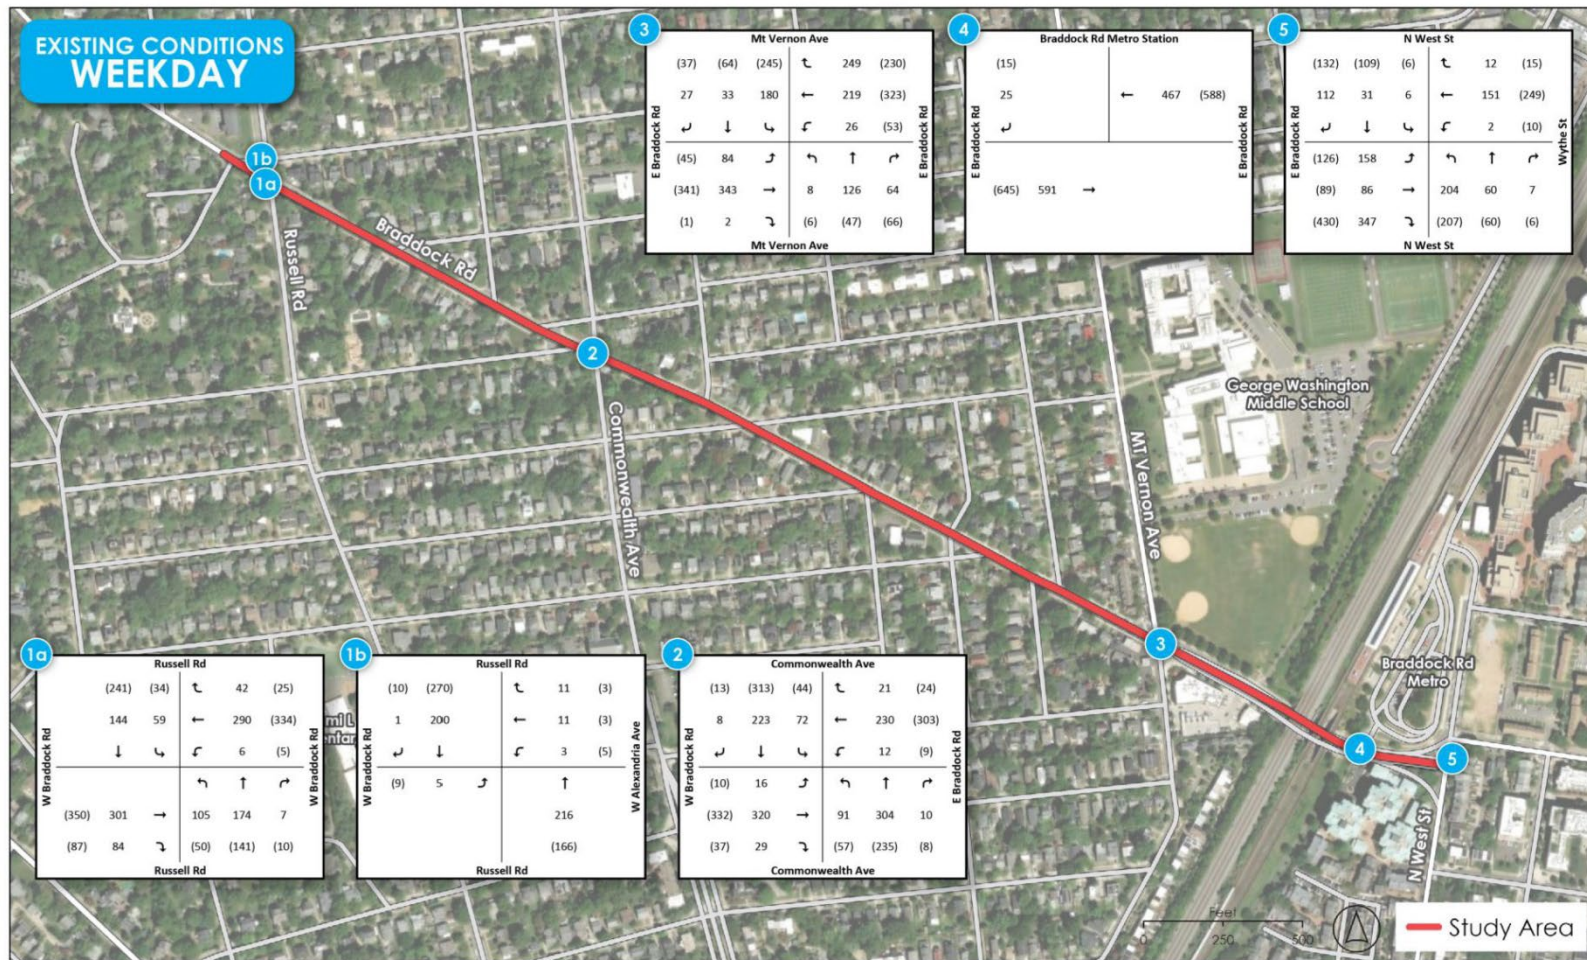 EXISTING CONDITIONS
WEEKDAY
3
Mt Vernon Ave
(37) (64) (245) 249 (230)
27 33 180 ← 219 (323)
↓ 26 (53)
(45) 84 ↑
(341) 343 → 8 126 64
(1) 2 (6) (47) (66)
Mt Vernon Ave
E Braddock Rd
E Braddock Rd
4
Braddock Rd Metro Station
(15)
25 ← 467 (588)
(645) 591 →
E Braddock Rd
E Braddock Rd
5
N West St
(132) (109) (6) 12 (15)
112 31 6 ← 151 (249)
↓ 2 (10)
(126) 158 ↑
(89) 86 → 204 60 7
(430) 347 (207) (60) (6)
N West St
E Braddock Rd
Wythe St
1b
1a
Russell Rd
Braddock Rd
2
Commonwealth Ave
George Washington
Middle School
MT Vernon Ave
3
Braddock Rd
Metro
4
5
N West St
1a
Russell Rd
(241) (34) 42 (25)
144 59 ← 290 (334)
↓ 6 (5)
↑
(350) 301 → 105 174 7
(87) 84 (50) (141) (10)
Russell Rd
W Braddock Rd
W Braddock Rd
1b
Russell Rd
(10) (270) 11 (3)
1 200 ← 11 (3)
↓ 3 (5)
(9) 5 ↑
216
(166)
Russell Rd
W Braddock Rd
W Alexandria Ave
2
Commonwealth Ave
(13) (313) (44) 21 (24)
8 223 72 ← 230 (303)
↓ 12 (9)
(10) 16 ↑
(332) 320 → 91 304 10
(37) 29 (57) (235) (8)
Commonwealth Ave
W Braddock Rd
E Braddock Rd
Feet
0 250 500
Study Area